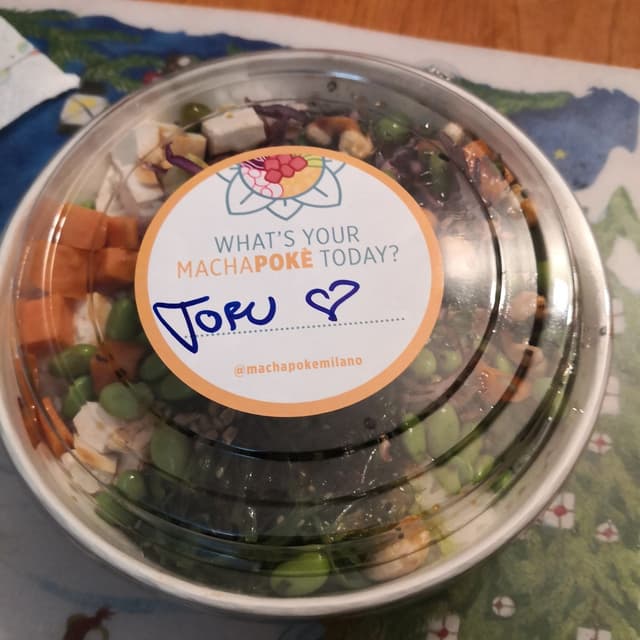 WHAT'S YOUR
MACHAPOKÈ TODAY?
TOFU
@machapokemilano